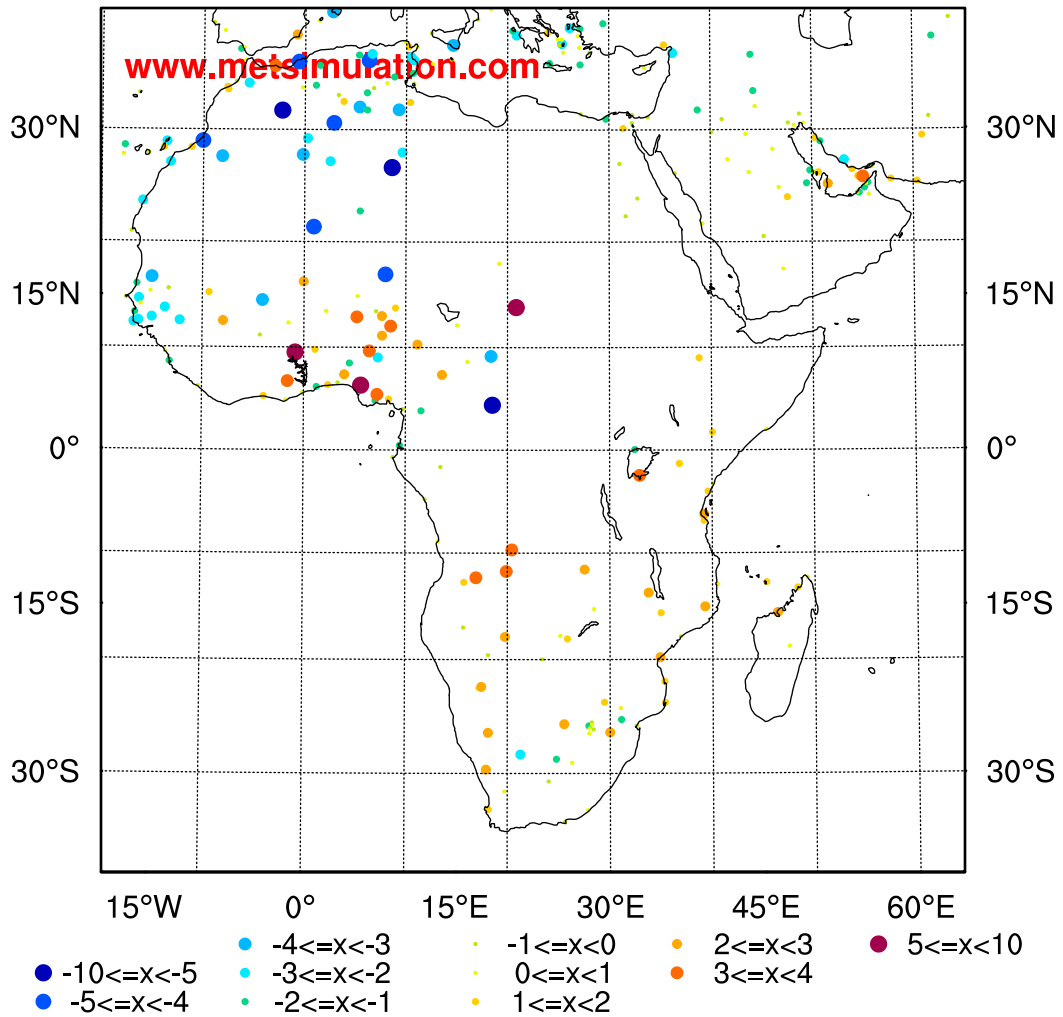 www.metsimulation.com
30°N 30°N
15°N 15°N
0° 0°
15°S 15°S
30°S 30°S
15°W 0° 15°E 30°E 45°E 60°E
-4<=x<-3 -1<=x<0 2<=x<3 5<=x<10
-10<=x<-5 -3<=x<-2 0<=x<1 3<=x<4
-5<=x<-4 -2<=x<-1 1<=x<2